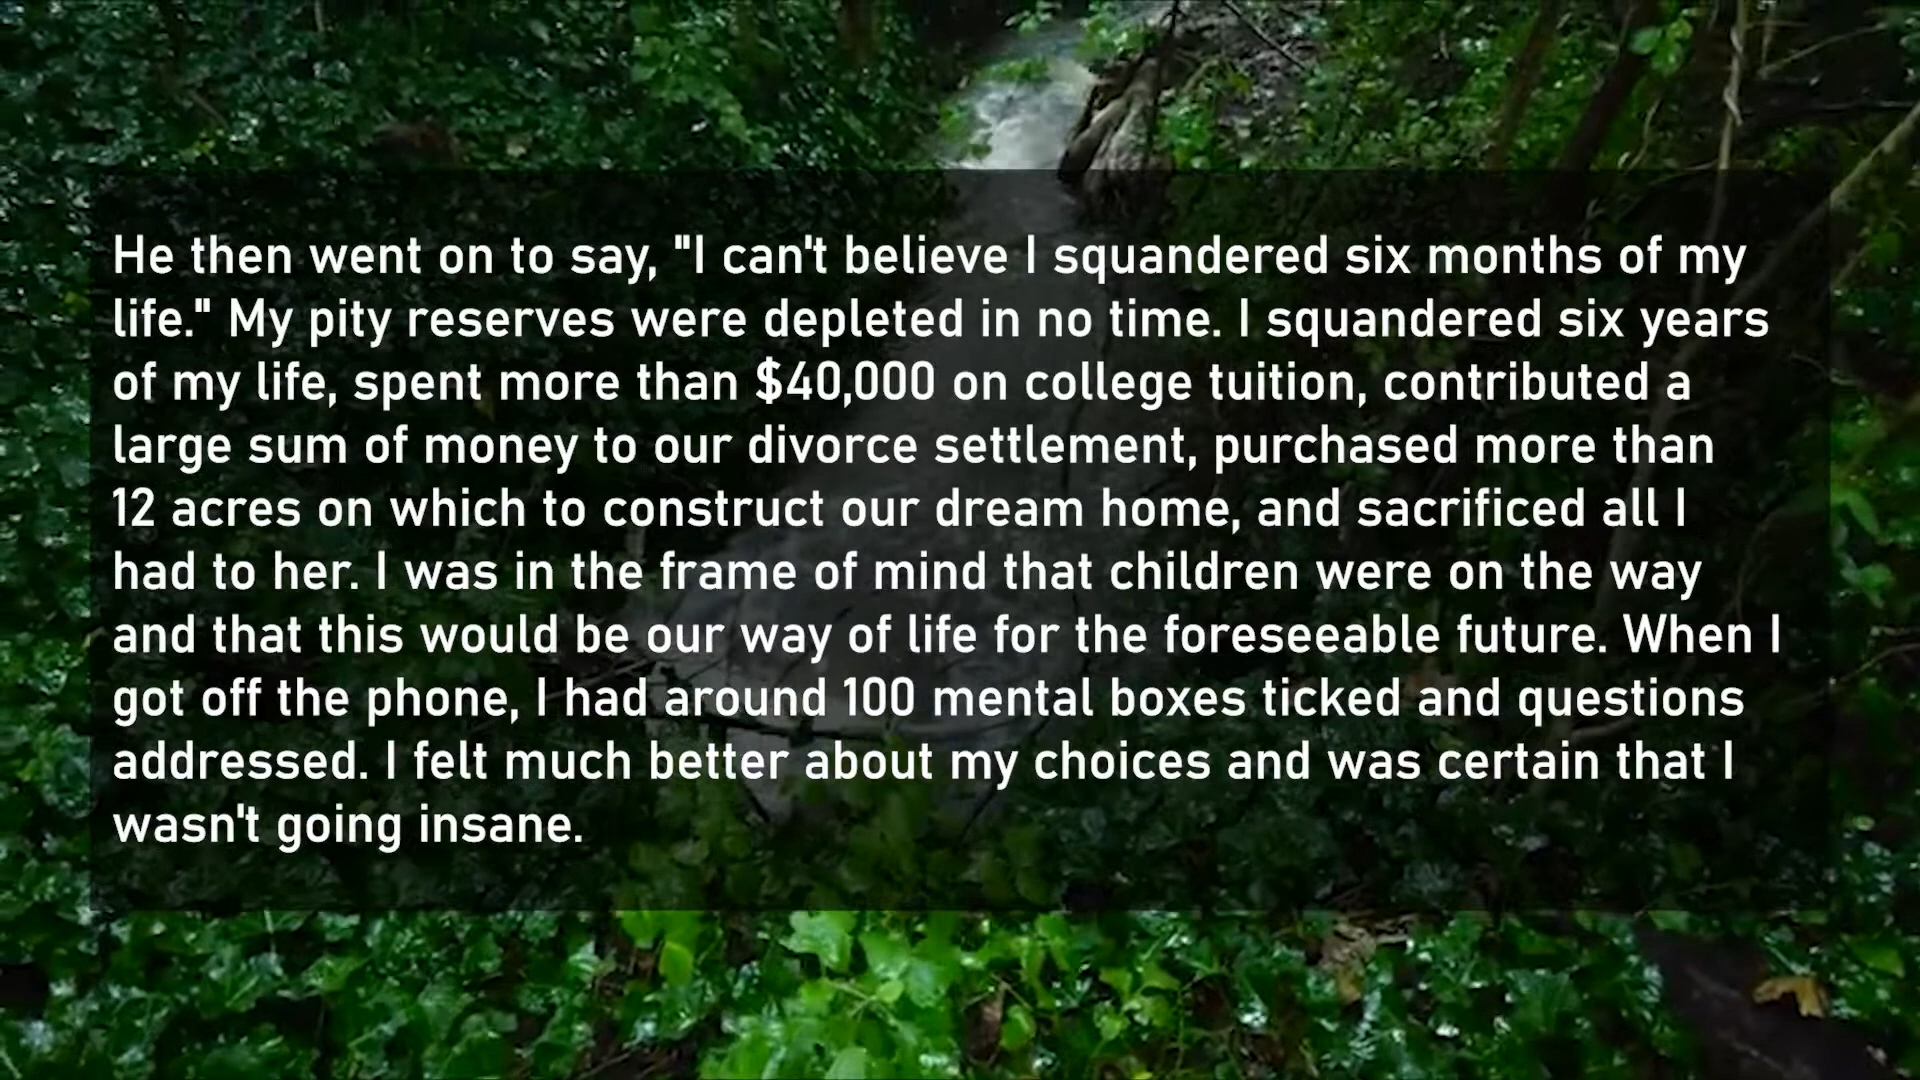 He then went on to say, "I can't believe I squandered six months of my
life." My pity reserves were depleted in no time. I squandered six years
of my life, spent more than $40,000 on college tuition, contributed a
large sum of money to our divorce settlement, purchased more than
12 acres on which to construct our dream home, and sacrificed all I
had to her. I was in the frame of mind that children were on the way
and that this would be our way of life for the foreseeable future. When I
got off the phone, I had around 100 mental boxes ticked and questions
addressed. I felt much better about my choices and was certain that I
wasn't going insane.